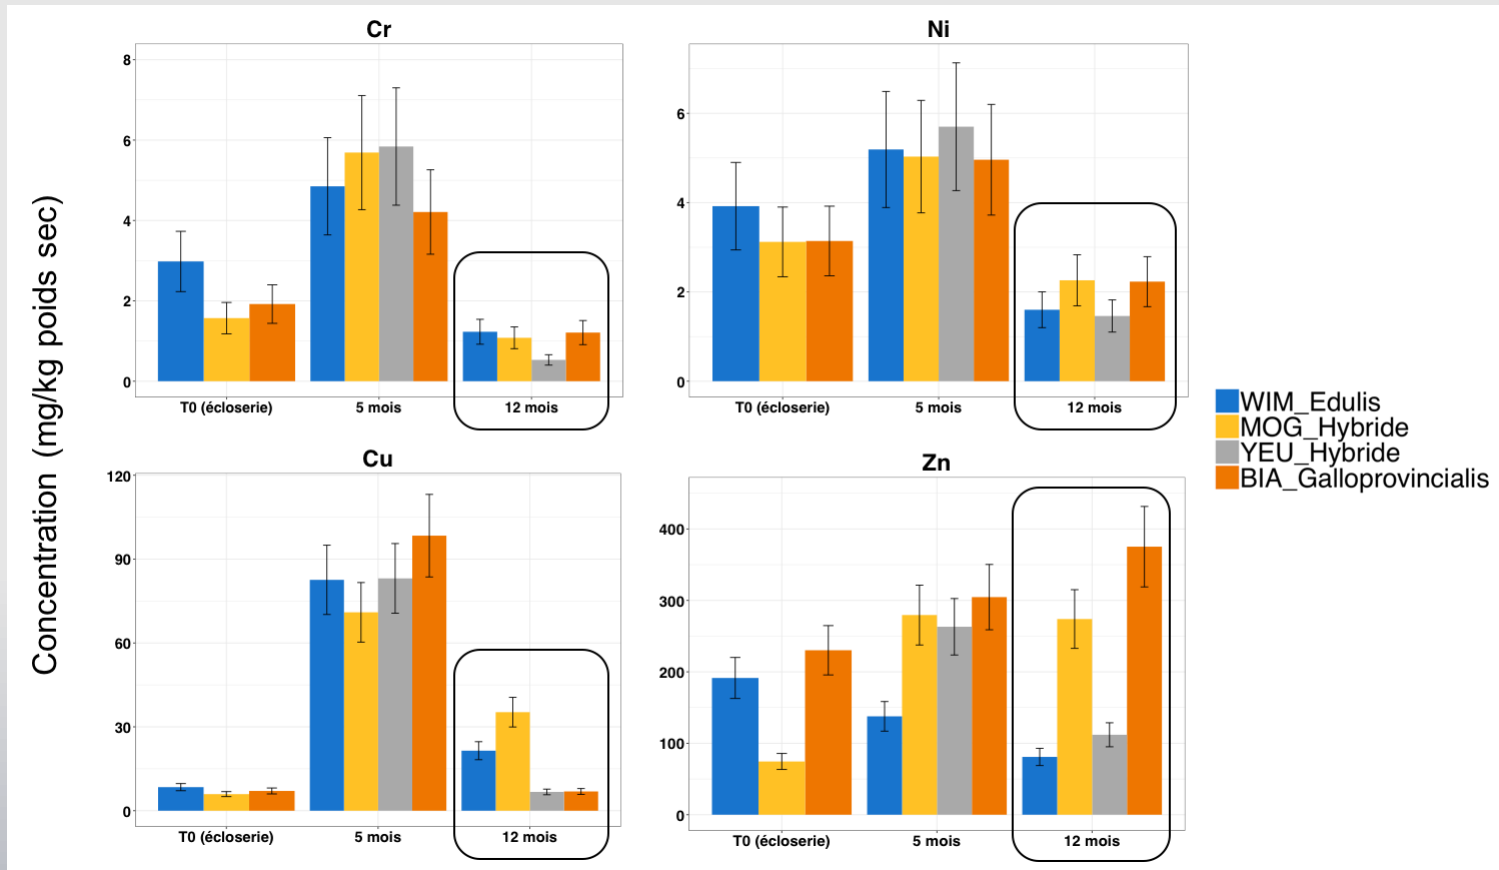 Concentration (mg/kg poids sec)
Cr
8
6
4
2
0
T0 (écloserie) 5 mois 12 mois
Ni
6
4
2
0
T0 (écloserie) 5 mois 12 mois
Cu
120
90
60
30
0
T0 (écloserie) 5 mois 12 mois
Zn
400
300
200
100
0
T0 (écloserie) 5 mois 12 mois
WIM_Edulis
MOG_Hybride
YEU_Hybride
BIA_Galloprovincialis